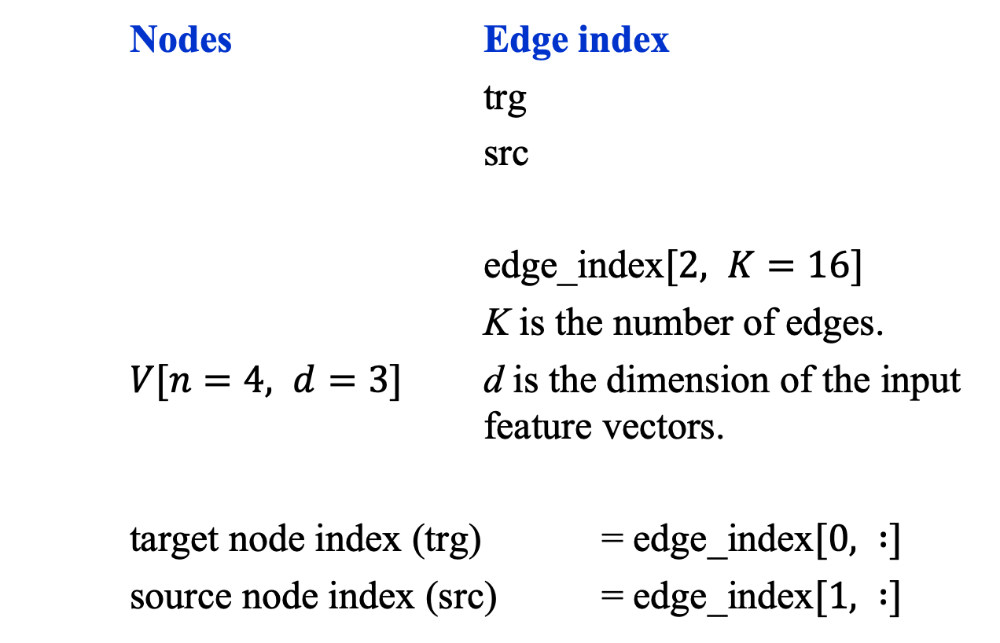 Nodes Edge index
trg
src
edge_index[2, K = 16]
K is the number of edges.
V[n = 4, d = 3] d is the dimension of the input
feature vectors.
target node index (trg) = edge_index[0, :]
source node index (src) = edge_index[1, :]